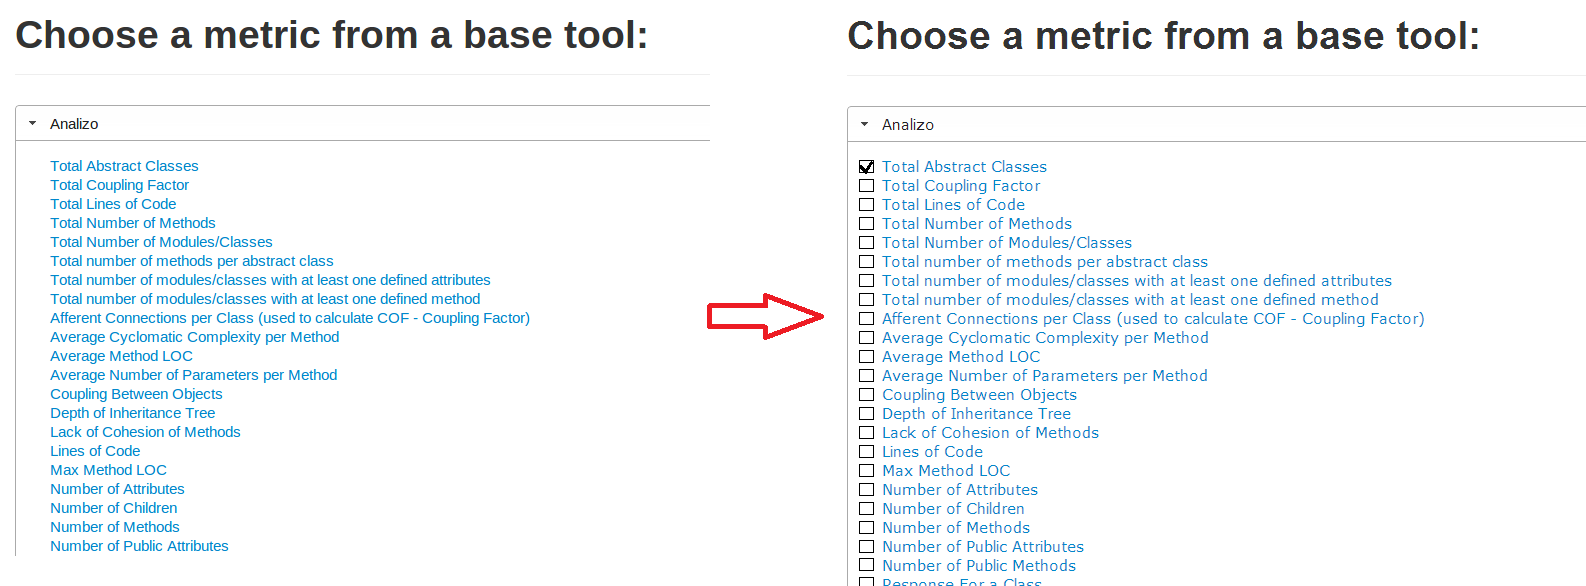 Choose a metric from a base tool:
Analizo
Total Abstract Classes
Total Coupling Factor
Total Lines of Code
Total Number of Methods
Total Number of Modules/Classes
Total number of methods per abstract class
Total number of modules/classes with at least one defined attributes
Total number of modules/classes with at least one defined method
Afferent Connections per Class (used to calculate COF - Coupling Factor)
Average Cyclomatic Complexity per Method
Average Method LOC
Average Number of Parameters per Method
Coupling Between Objects
Depth of Inheritance Tree
Lack of Cohesion of Methods
Lines of Code
Max Method LOC
Number of Attributes
Number of Children
Number of Methods
Number of Public Attributes
Choose a metric from a base tool:
Analizo
Total Abstract Classes
Total Coupling Factor
Total Lines of Code
Total Number of Methods
Total Number of Modules/Classes
Total number of methods per abstract class
Total number of modules/classes with at least one defined attributes
Total number of modules/classes with at least one defined method
Afferent Connections per Class (used to calculate COF - Coupling Factor)
Average Cyclomatic Complexity per Method
Average Method LOC
Average Number of Parameters per Method
Coupling Between Objects
Depth of Inheritance Tree
Lack of Cohesion of Methods
Lines of Code
Max Method LOC
Number of Attributes
Number of Children
Number of Methods
Number of Public Attributes
Number of Public Methods
Response For a Class